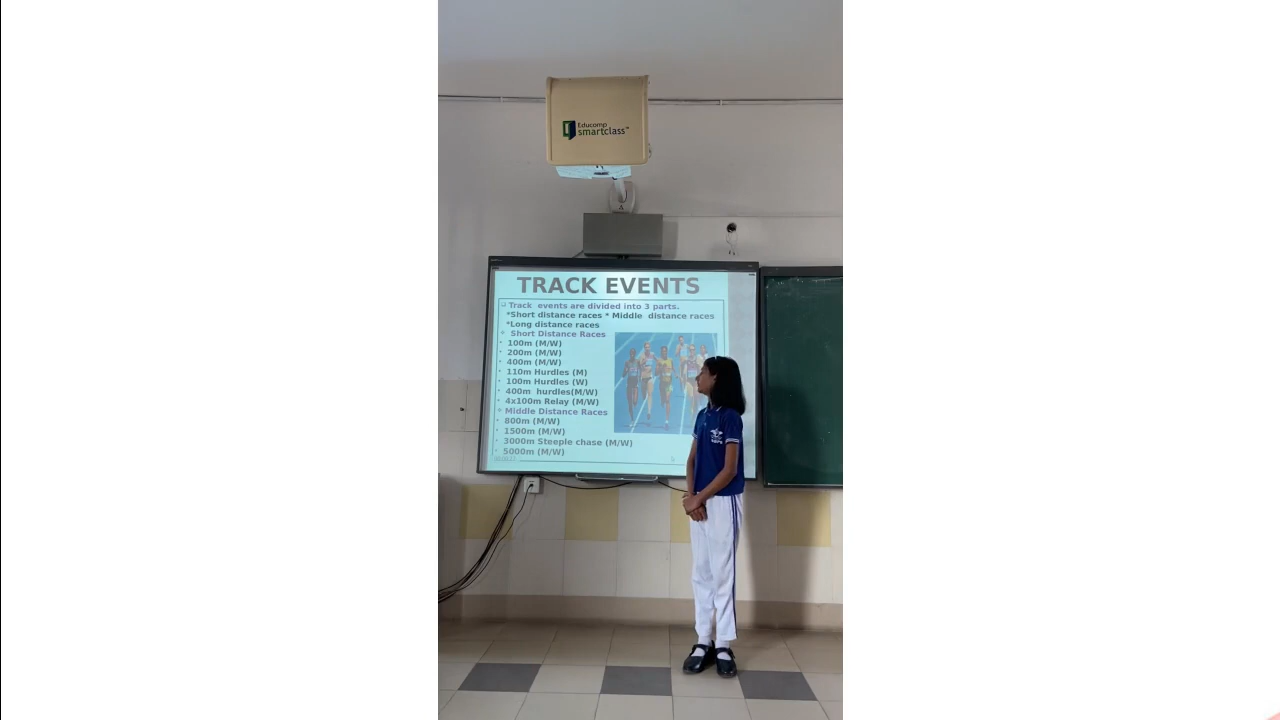 Educomp
smartclass™
TRACK EVENTS
Track events are divided into 3 parts.
*Short distance races * Middle distance races
*Long distance races
Short Distance Races
• 100m (M/W)
• 200m (M/W)
• 400m (M/W)
• 110m Hurdles (M)
• 100m Hurdles (W)
• 400m hurdles(M/W)
• 4x100m Relay (M/W)
Middle Distance Races
• 800m (M/W)
• 1500m (M/W)
• 3000m Steeple chase (M/W)
• 5000m (M/W)